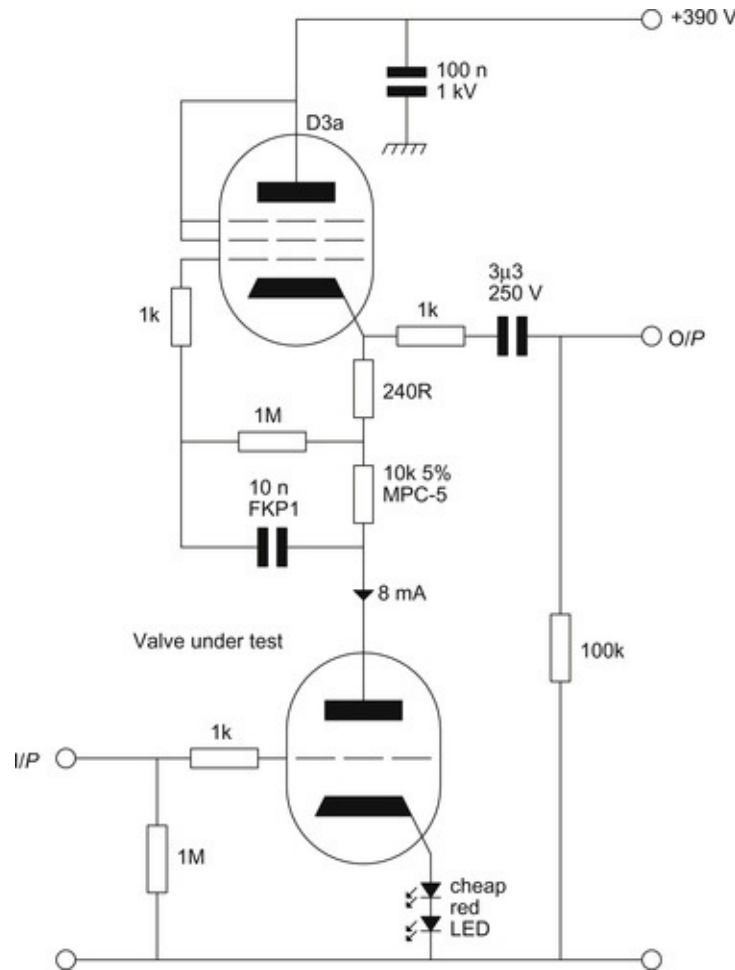 +390 V
100 n
1 kV
D3a
3µ3
250 V
1k
1k
O/P
240R
1M
10k 5%
MPC-5
10 n
FKP1
8 mA
Valve under test
100k
1k
I/P
1M
cheap
red
LED